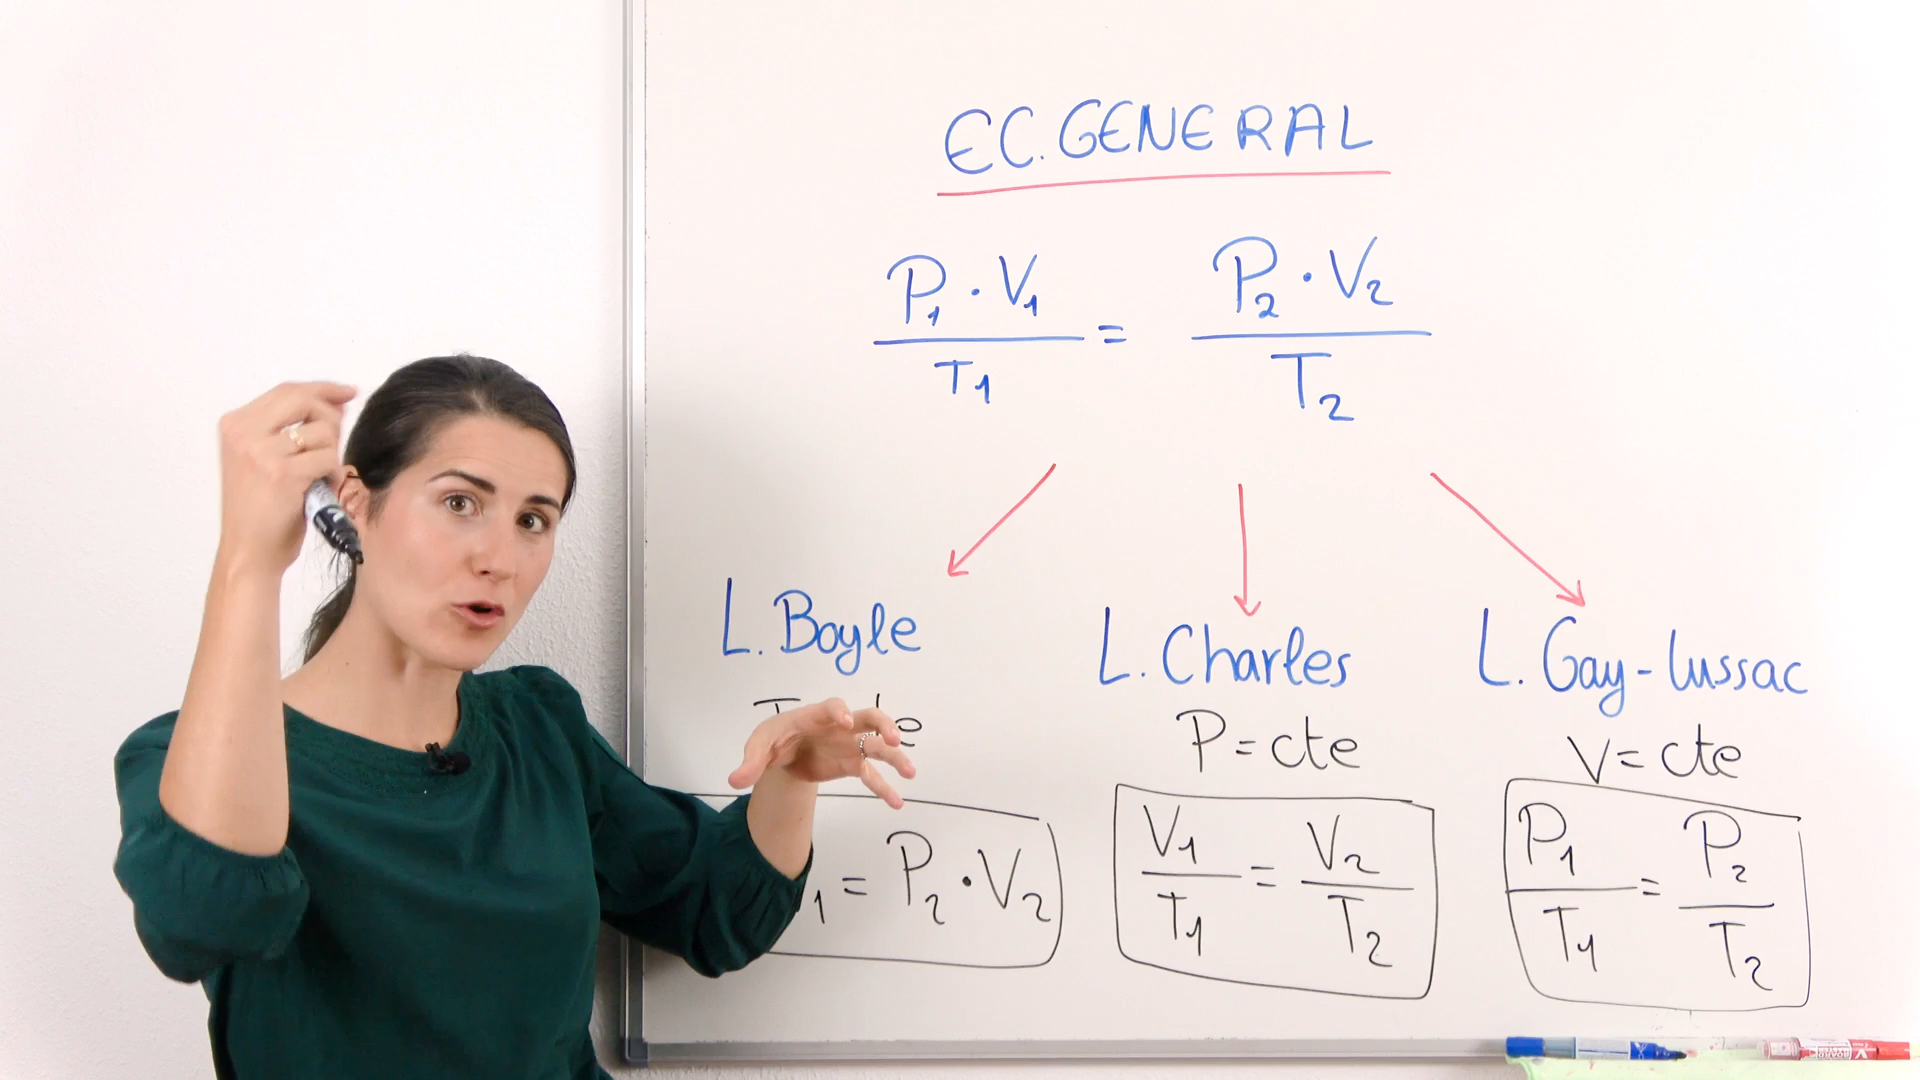 EC. GENERAL
P₁ · V₁ / T₁ = P₂ · V₂ / T₂
L. Boyle
L. Charles
L. Gay-lussac
P = cte
V = cte
₁ = P₂ · V₂
V₁ / T₁ = V₂ / T₂
P₁ / T₁ = P₂ / T₂